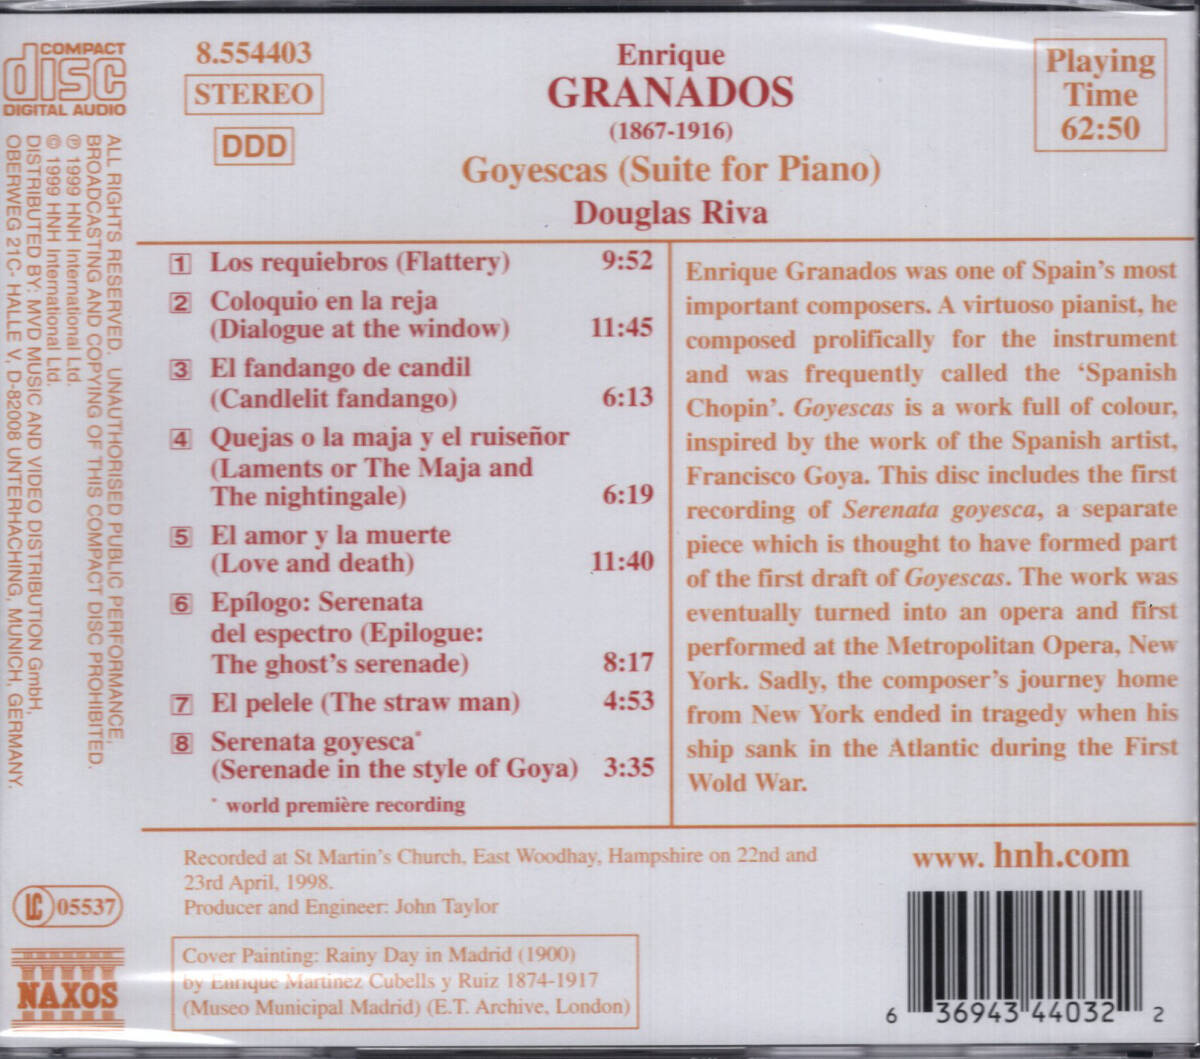 COMPACT
disc
DIGITAL AUDIO
8.554403
STEREO
DDD
Enrique
GRANADOS
(1867-1916)
Goyescas (Suite for Piano)
Douglas Riva
Playing
Time
62:50
ALL RIGHTS RESERVED. UNAUTHORISED PUBLIC PERFORMANCE,
BROADCASTING AND COPYING OF THIS COMPACT DISC PROHIBITED.
℗ 1999 HNH International Ltd.
© 1999 HNH International Ltd.
DISTRIBUTED BY: MVD MUSIC AND VIDEO DISTRIBUTION GmbH,
OBERWEG 21C- HALLE V, D-82008 UNTERHACHING, MUNICH, GERMANY.
1 Los requiebros (Flattery) 9:52
2 Coloquio en la reja
(Dialogue at the window) 11:45
3 El fandango de candil
(Candlelit fandango) 6:13
4 Quejas o la maja y el ruiseñor
(Laments or The Maja and
The nightingale) 6:19
5 El amor y la muerte
(Love and death) 11:40
6 Epílogo: Serenata
del espectro (Epilogue:
The ghost's serenade) 8:17
7 El pelele (The straw man) 4:53
8 Serenata goyesca*
(Serenade in the style of Goya) 3:35
* world première recording
Enrique Granados was one of Spain's most
important composers. A virtuoso pianist, he
composed prolifically for the instrument
and was frequently called the 'Spanish
Chopin'. Goyescas is a work full of colour,
inspired by the work of the Spanish artist,
Francisco Goya. This disc includes the first
recording of Serenata goyesca, a separate
piece which is thought to have formed part
of the first draft of Goyescas. The work was
eventually turned into an opera and first
performed at the Metropolitan Opera, New
York. Sadly, the composer's journey home
from New York ended in tragedy when his
ship sank in the Atlantic during the First
Wold War.
Recorded at St Martin's Church, East Woodhay, Hampshire on 22nd and
23rd April, 1998.
Producer and Engineer: John Taylor
www. hnh.com
LC 05537
NAXOS
Cover Painting: Rainy Day in Madrid (1900)
by Enrique Martinez Cubells y Ruiz 1874-1917
(Museo Municipal Madrid) (E.T. Archive, London)
6 36943 44032 2